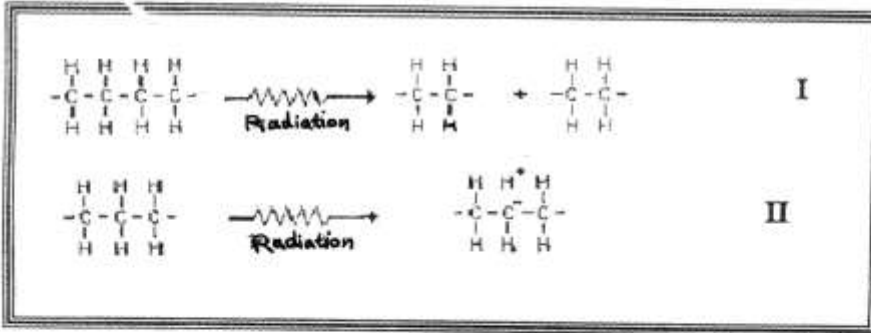 H H H H H H H H
-C-C-C-C- -C-C- + -C-C- I
H H H H Radiation H H H H
H H H H H⁺ H
-C-C-C- -C-C⁻-C- II
H H H Radiation H H H